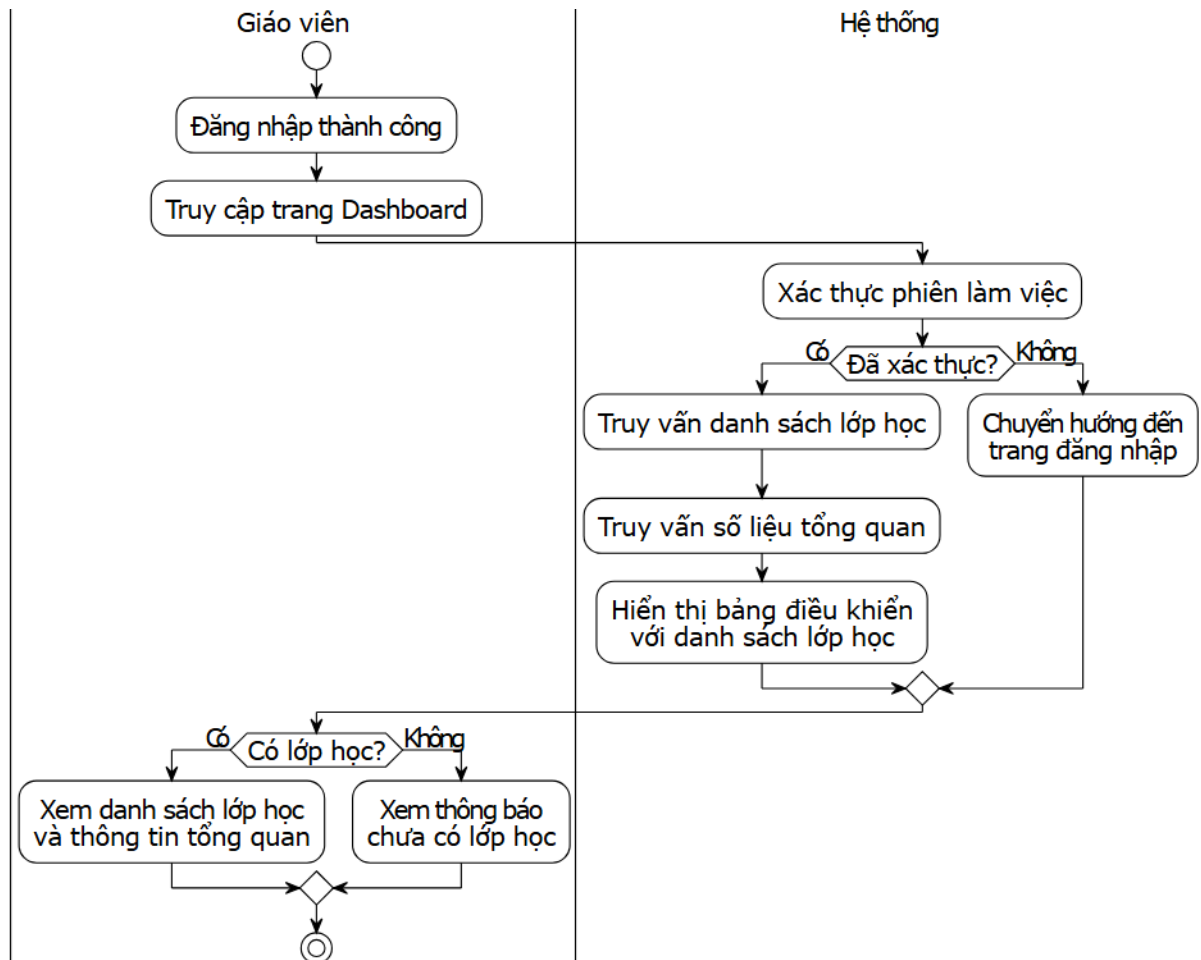 Giáo viên
Hệ thống
Đăng nhập thành công
Truy cập trang Dashboard
Xác thực phiên làm việc
Có
Đã xác thực?
Không
Truy vấn danh sách lớp học
Chuyển hướng đến
trang đăng nhập
Truy vấn số liệu tổng quan
Hiển thị bảng điều khiển
với danh sách lớp học
Có
Có lớp học?
Không
Xem danh sách lớp học
và thông tin tổng quan
Xem thông báo
chưa có lớp học